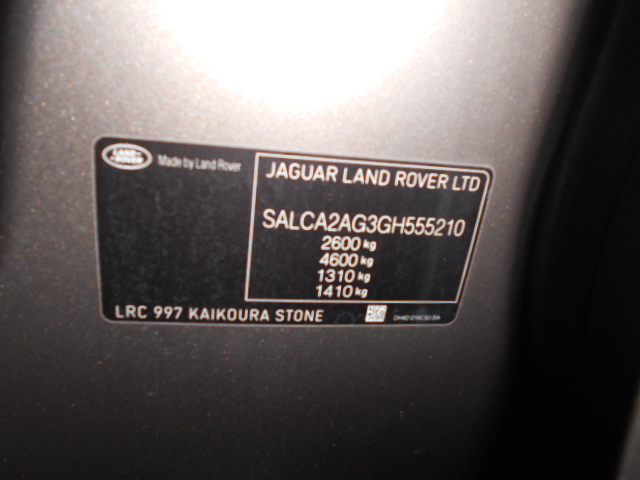 LAND ROVER
Made by Land Rover
JAGUAR LAND ROVER LTD
SALCA2AG3GH555210
2600 kg
4600 kg
1310 kg
1410 kg
LRC 997 KAIKOURA STONE